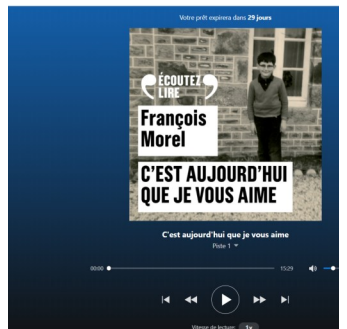 Votre prêt expirera dans 29 jours
ÉCOUTEZ
LIRE
François
Morel
C'EST AUJOURD'HUI
QUE JE VOUS AIME
C'est aujourd'hui que je vous aime
Piste 1
00:00
15:29
Vitesse de lecture : 1x